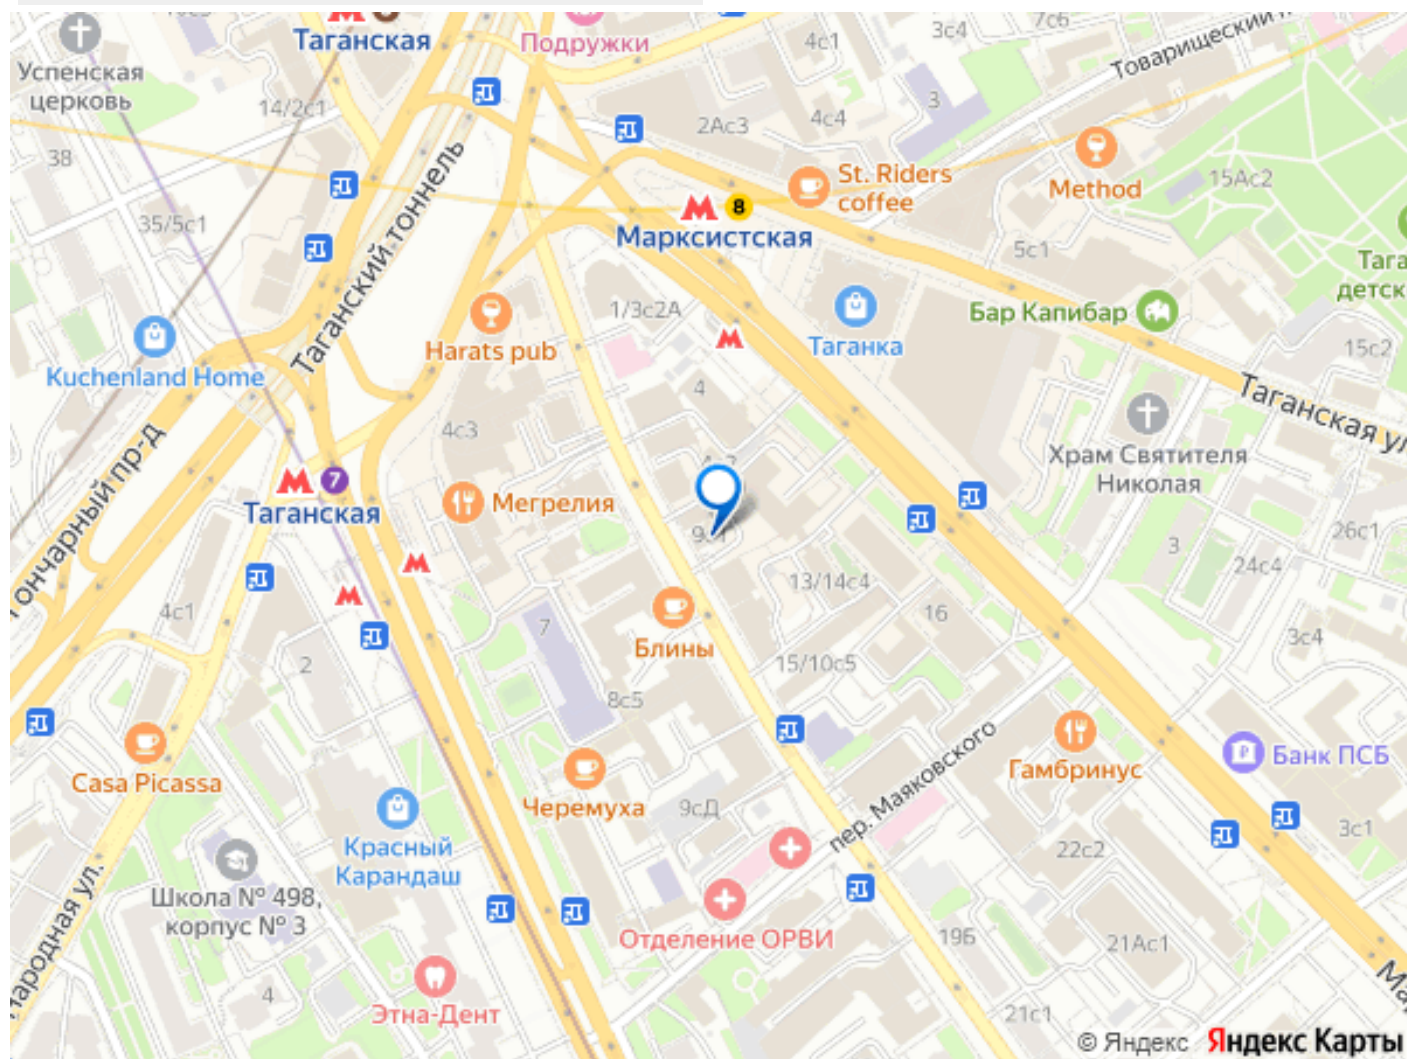 Таганская
Подружки
4с1
3с4
7с6
Товарищеский
Успенская
церковь
14/2с1
3
4с4
2Ас3
38
St. Riders
coffee
Method
15Ас2
Таганский тоннель
35/5с1
8
Марксистская
5с1
Тага
детск
Бар Капибар
1/3с2А
Harats pub
Таганка
15с2
Kuchenland Home
4
Таганская ул
4с3
Храм Святителя
Николая
Гончарный пр-д
7
Таганская
Мегрелия
26с1
3
24с4
13/14с4
4с1
16
7
Блины
3с4
2
15/10с5
8с5
пер. Маяковского
Casa Picassa
Гамбринус
Банк ПСБ
Черемуха
9сД
Красный
Карандаш
3с1
22с2
Школа № 498,
корпус № 3
Отделение ОРВИ
19Б
21Ас1
Народная ул.
4
Этна-Дент
21с1
© Яндекс Яндекс Карты